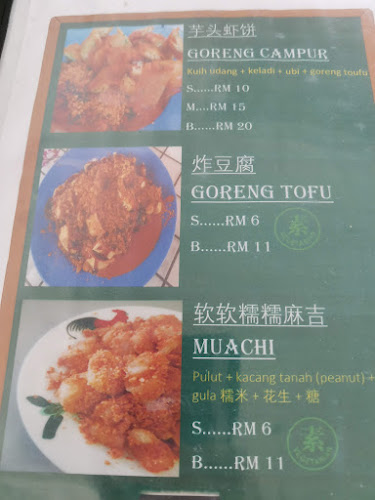 芋头虾饼
GORENG CAMPUR
Kuih udang + keladi + ubi + goreng toufu
S......RM 10
M....RM 15
B......RM 20
炸豆腐
GORENG TOFU
S......RM 6
B......RM 11
素
软软糯糯麻吉
MUACHI
Pulut + kacang tanah (peanut) +
gula 糯米 + 花生 + 糖
S......RM 6
B......RM 11
素